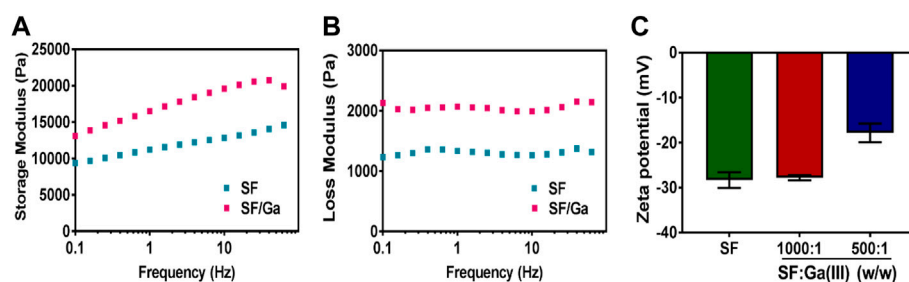 A
Storage Modulus (Pa)
25000
20000
15000
10000
5000
0
0.1
1
10
Frequency (Hz)
SF
SF/Ga
B
Loss Modulus (Pa)
3000
2000
1000
0
0.1
1
10
Frequency (Hz)
SF
SF/Ga
C
Zeta potential (mV)
0
-10
-20
-30
-40
SF
1000:1
500:1
SF:Ga(III) (w/w)